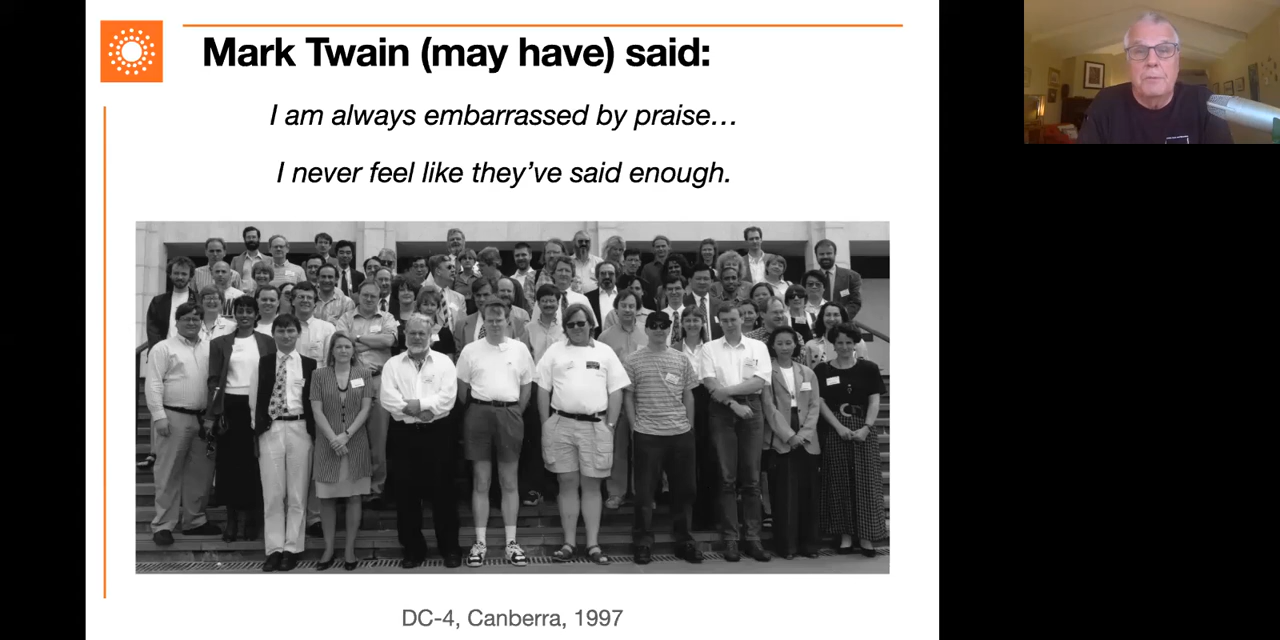 Mark Twain (may have) said:
I am always embarrassed by praise…
I never feel like they’ve said enough.
DC-4, Canberra, 1997